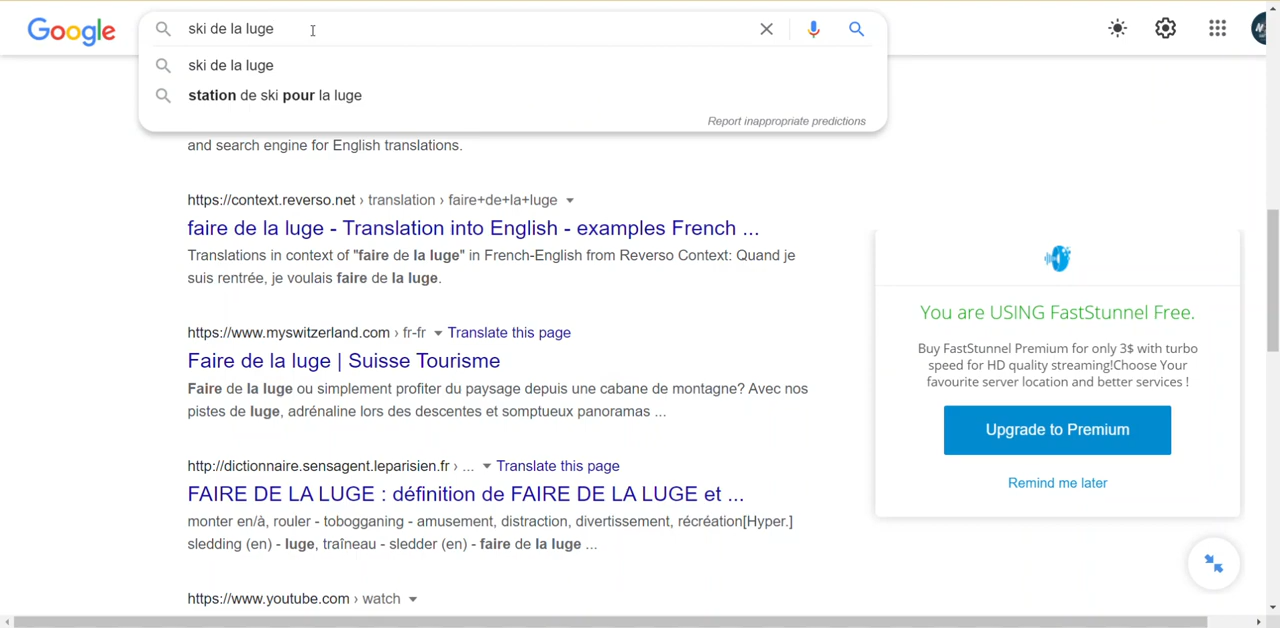 Google
ski de la luge
ski de la luge
station de ski pour la luge
Report inappropriate predictions
and search engine for English translations.
https://context.reverso.net › translation › faire+de+la+luge
faire de la luge - Translation into English - examples French ...
Translations in context of "faire de la luge" in French-English from Reverso Context: Quand je
suis rentrée, je voulais faire de la luge.
https://www.myswitzerland.com › fr-fr Translate this page
Faire de la luge | Suisse Tourisme
Faire de la luge ou simplement profiter du paysage depuis une cabane de montagne? Avec nos
pistes de luge, adrénaline lors des descentes et somptueux panoramas ...
http://dictionnaire.sensagent.leparisien.fr › ... Translate this page
FAIRE DE LA LUGE : définition de FAIRE DE LA LUGE et ...
monter en/à, rouler - tobogganing - amusement, distraction, divertissement, récréation[Hyper.]
sledding (en) - luge, traîneau - sledder (en) - faire de la luge ...
https://www.youtube.com › watch
You are USING FastStunnel Free.
Buy FastStunnel Premium for only 3$ with turbo
speed for HD quality streaming!Choose Your
favourite server location and better services !
Upgrade to Premium
Remind me later